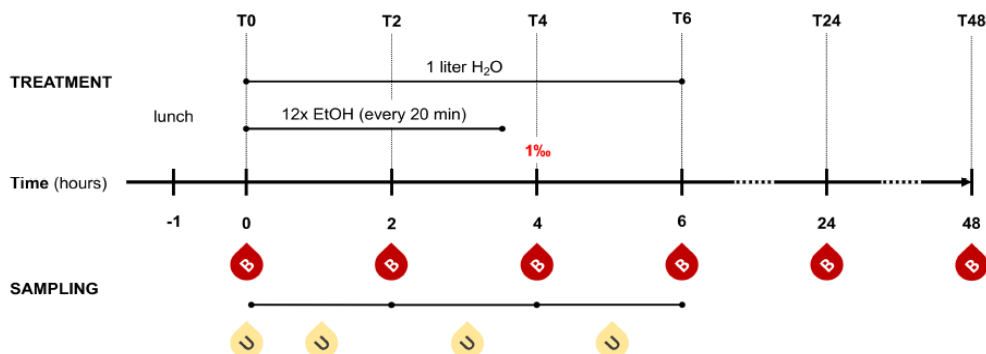 T0 T2 T4 T6 T24 T48
1 liter H₂O
TREATMENT
lunch
12x EtOH (every 20 min)
1‰
Time (hours)
-1 0 2 4 6 24 48
B B B B B B
SAMPLING
U U U U